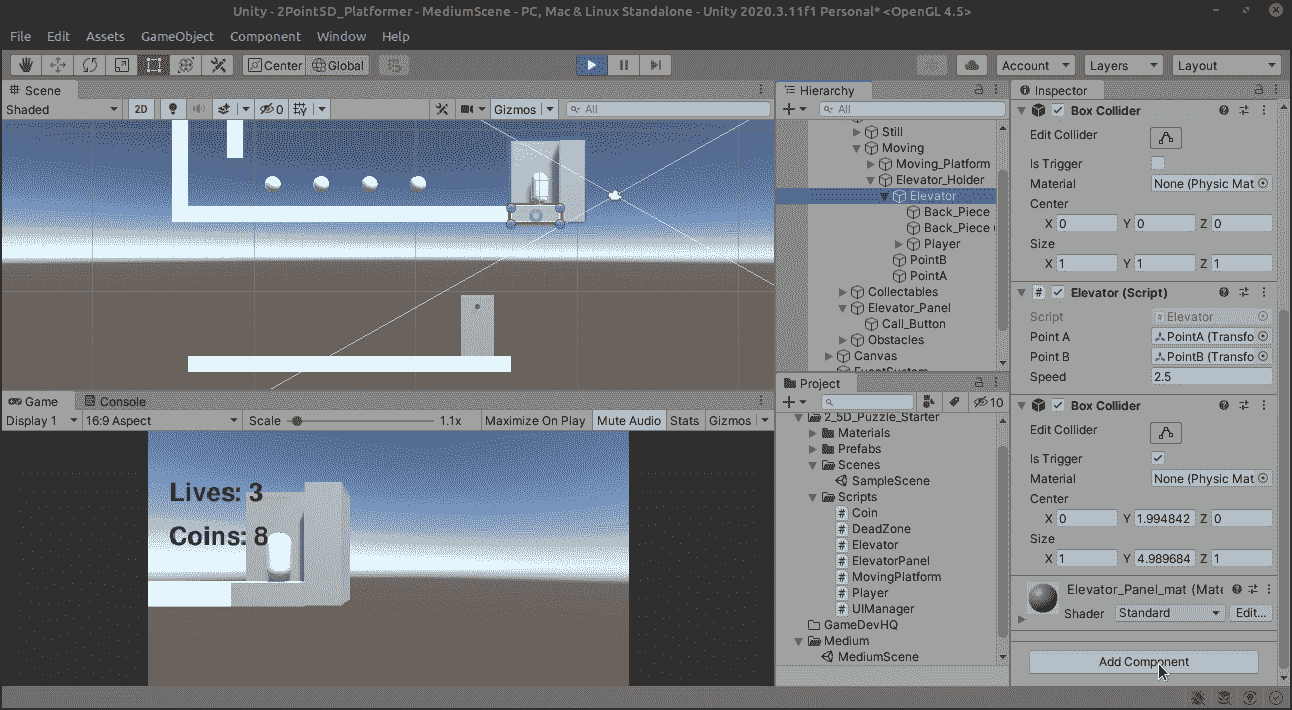 Unity - 2Point5D_Platformer - MediumScene - PC, Mac & Linux Standalone - Unity 2020.3.11f1 Personal* <OpenGL 4.5>
File Edit Assets GameObject Component Window Help
Center Global Account Layers Layout
Scene
Shaded 2D 0 Gizmos All
Hierarchy
All
Still
Moving
Moving_Platform
Elevator_Holder
Elevator
Back_Piece
Back_Piece (
Player
PointB
PointA
Collectables
Elevator_Panel
Call_Button
Obstacles
Canvas
EventSystem
Game Console
Display 1 16:9 Aspect Scale 1.1x Maximize On Play Mute Audio Stats Gizmos
Lives: 3
Coins: 8
Project
10
2_5D_Puzzle_Starter
Materials
Prefabs
Scenes
SampleScene
Scripts
Coin
DeadZone
Elevator
ElevatorPanel
MovingPlatform
Player
UIManager
GameDevHQ
Medium
MediumScene
Inspector
Box Collider
Edit Collider
Is Trigger
Material None (Physic Mat
Center
X 0 Y 0 Z 0
Size
X 1 Y 1 Z 1
# Elevator (Script)
Script Elevator
Point A PointA (Transfo
Point B PointB (Transfo
Speed 2.5
Box Collider
Edit Collider
Is Trigger
Material None (Physic Mat
Center
X 0 Y 1.994842 Z 0
Size
X 1 Y 4.989684 Z 1
Elevator_Panel_mat (Mate
Shader Standard Edit...
Add Component